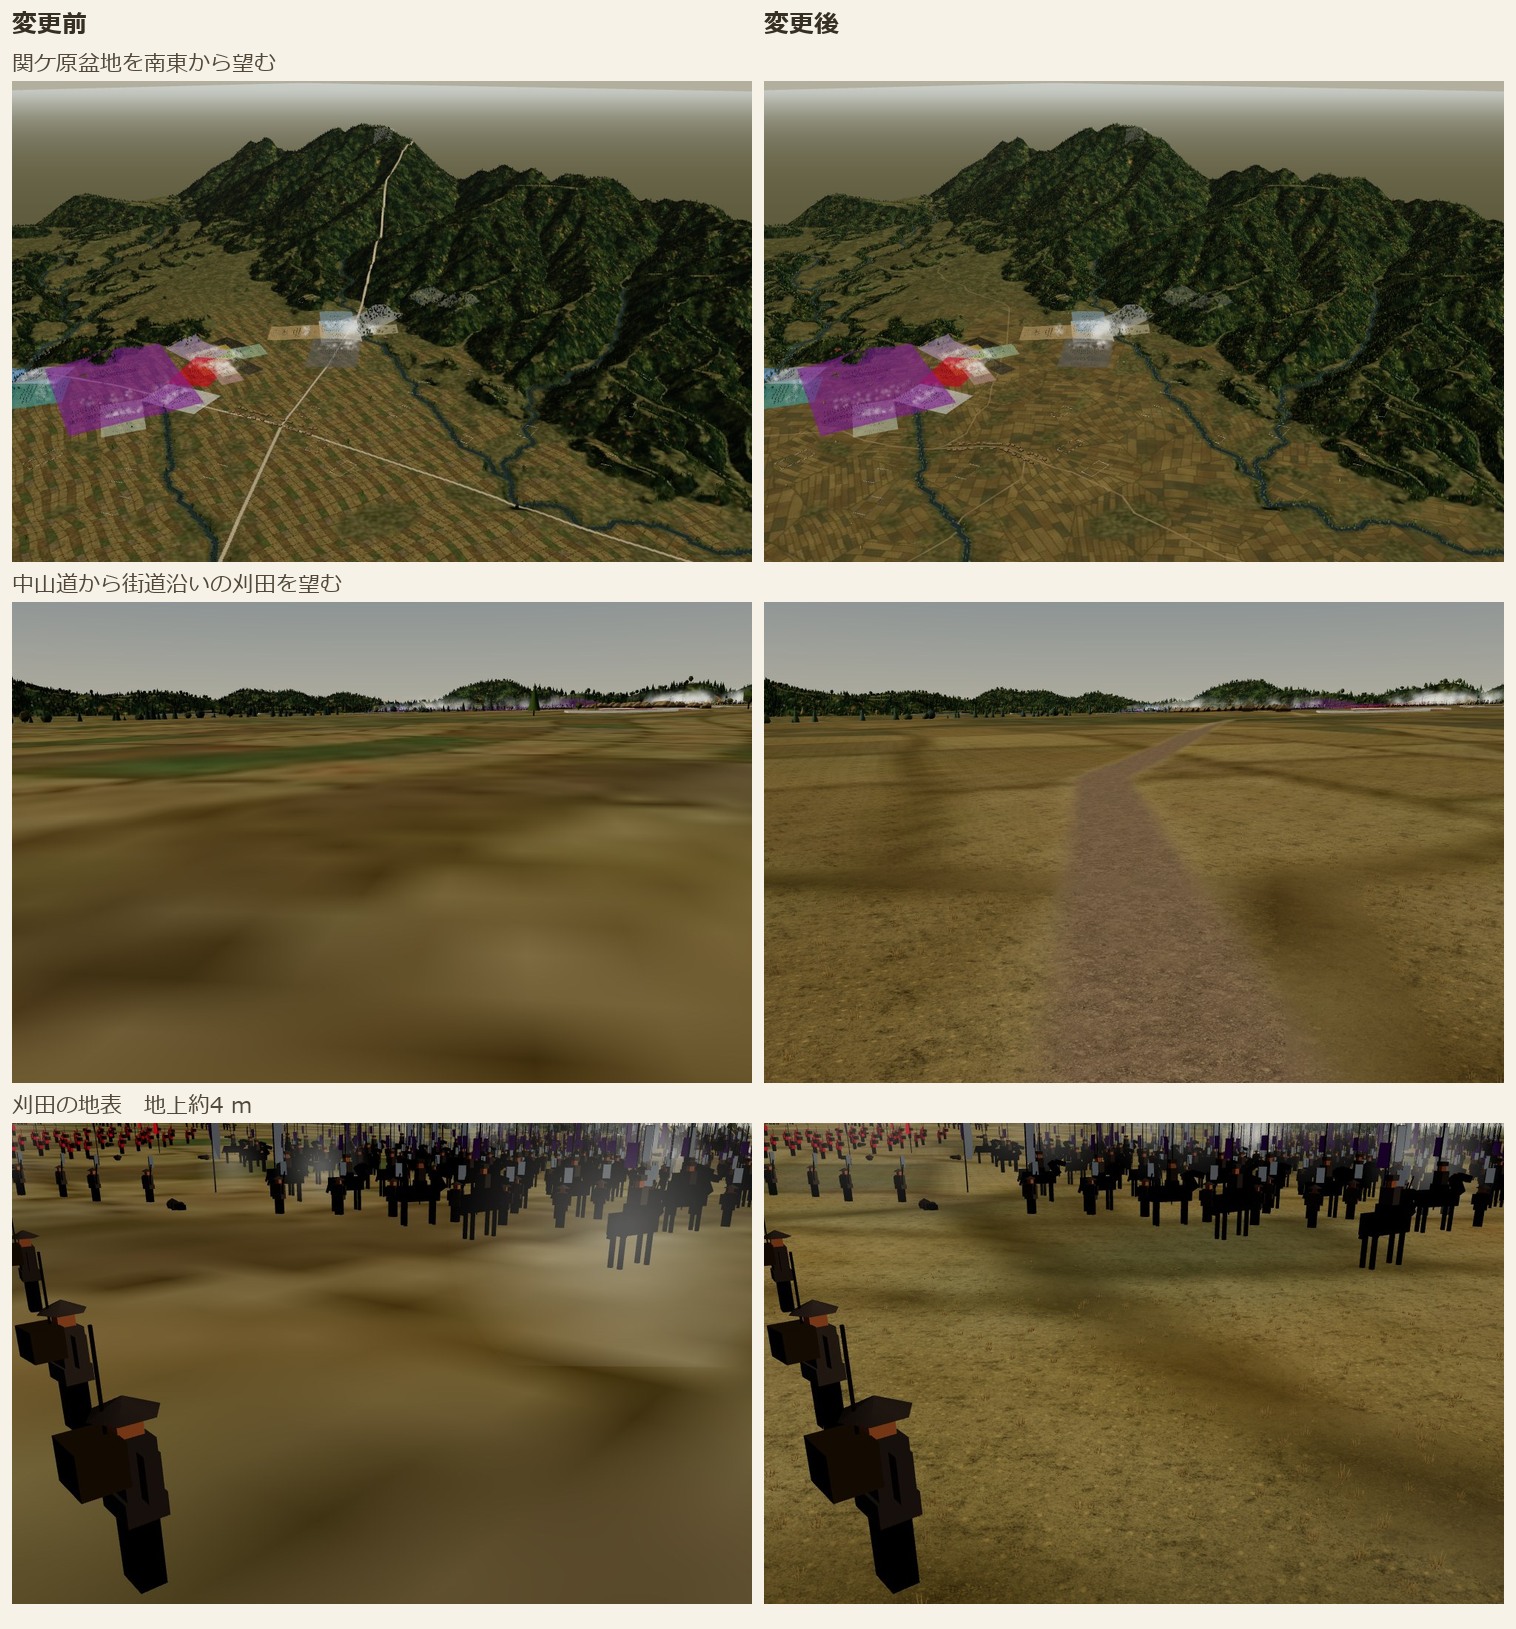 変更前
変更後
関ケ原盆地を南東から望む
中山道から街道沿いの刈田を望む
刈田の地表　地上約4 m